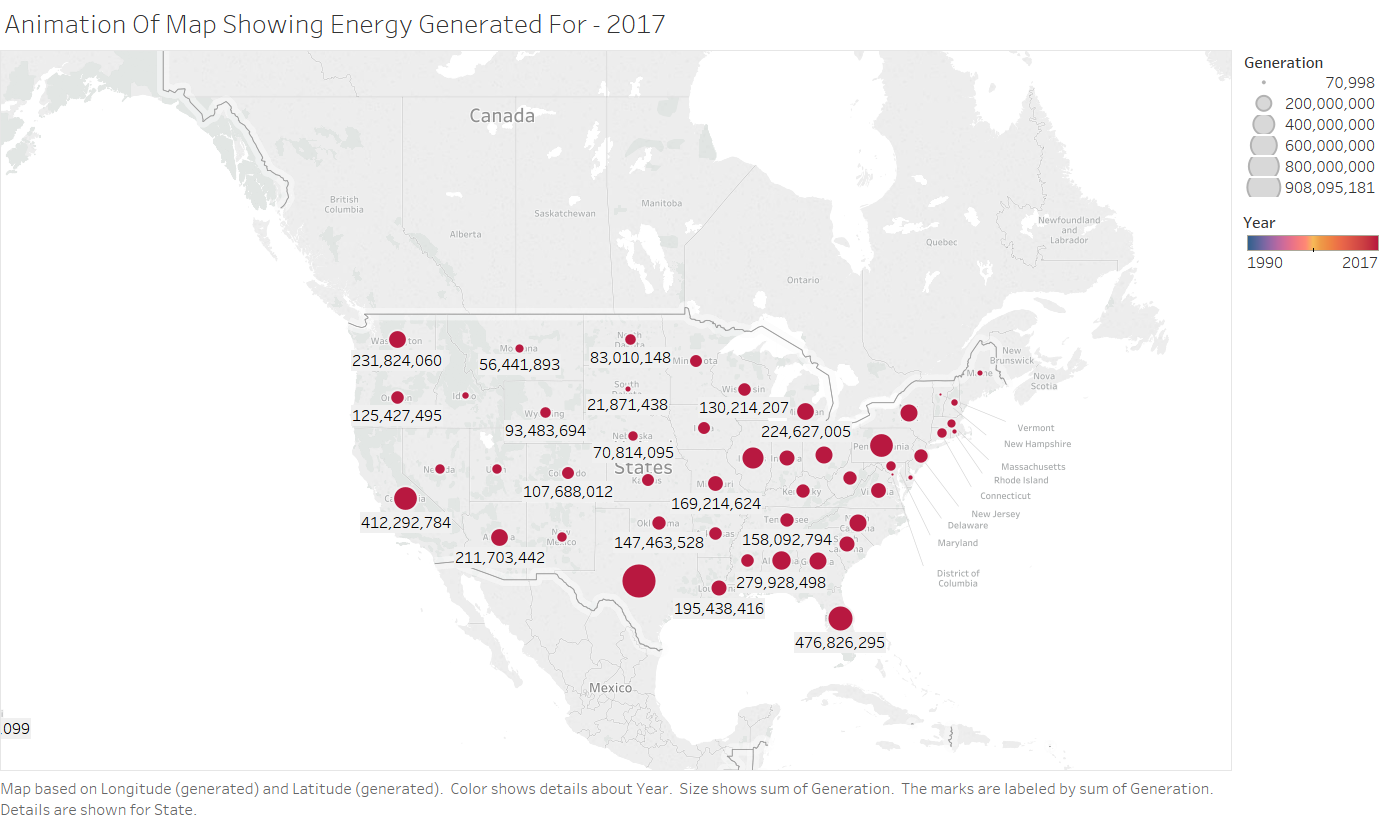 Animation Of Map Showing Energy Generated For - 2017
Generation
70,998
200,000,000
400,000,000
600,000,000
800,000,000
908,095,181
Year
1990 2017
Canada
British
Columbia
Alberta
Saskatchewan
Manitoba
Ontario
Quebec
Newfoundland
and
Labrador
New
Brunswick
Nova
Scotia
231,824,060
56,441,893
83,010,148
125,427,495
93,483,694
South
21,871,438
130,214,207
224,627,005
70,814,095
States
107,688,012
169,214,624
412,292,784
211,703,442
New
Mexico
147,463,528
158,092,794
279,928,498
195,438,416
476,826,295
Vermont
New Hampshire
Massachusetts
Rhode Island
Connecticut
New Jersey
Delaware
Maryland
District of
Columbia
Mexico
099
Map based on Longitude (generated) and Latitude (generated). Color shows details about Year. Size shows sum of Generation. The marks are labeled by sum of Generation.
Details are shown for State.